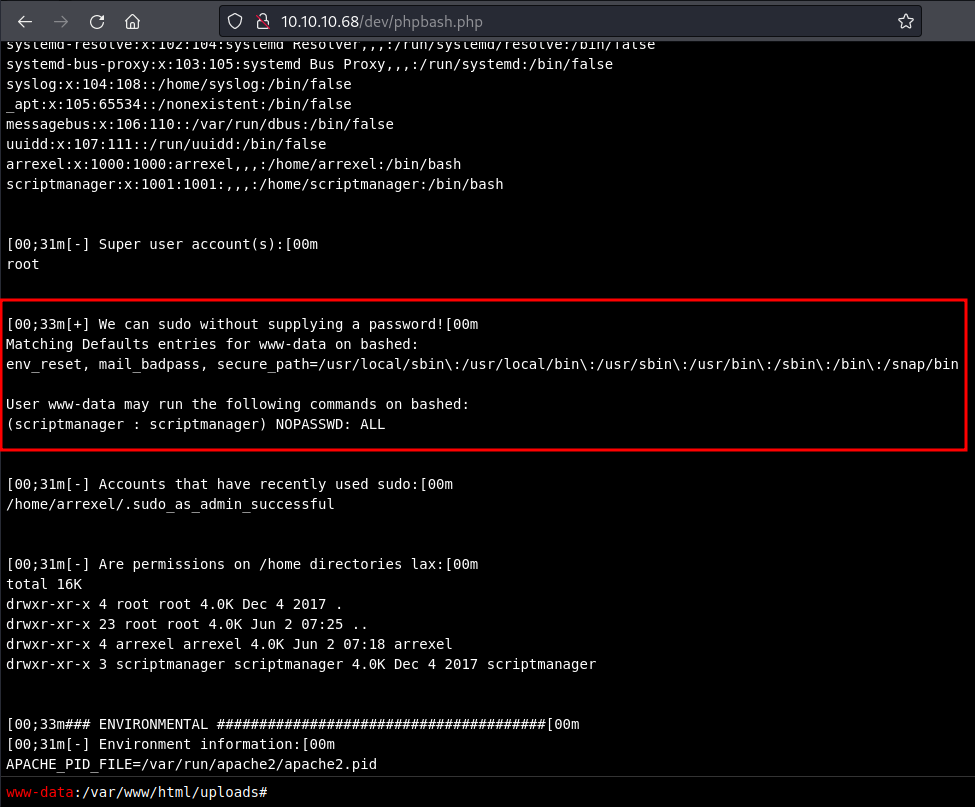 10.10.10.68/dev/phpbash.php
systemd-resolve:x:102:104:systemd Resolver,,,:/run/systemd/resolve:/bin/false
systemd-bus-proxy:x:103:105:systemd Bus Proxy,,,:/run/systemd:/bin/false
syslog:x:104:108::/home/syslog:/bin/false
_apt:x:105:65534::/nonexistent:/bin/false
messagebus:x:106:110::/var/run/dbus:/bin/false
uuidd:x:107:111::/run/uuidd:/bin/false
arrexel:x:1000:1000:arrexel,,,:/home/arrexel:/bin/bash
scriptmanager:x:1001:1001:,,,:/home/scriptmanager:/bin/bash
[00;31m[-] Super user account(s):[00m
root
[00;33m[+] We can sudo without supplying a password![00m
Matching Defaults entries for www-data on bashed:
env_reset, mail_badpass, secure_path=/usr/local/sbin\:/usr/local/bin\:/usr/sbin\:/usr/bin\:/sbin\:/bin\:/snap/bin
User www-data may run the following commands on bashed:
(scriptmanager : scriptmanager) NOPASSWD: ALL
[00;31m[-] Accounts that have recently used sudo:[00m
/home/arrexel/.sudo_as_admin_successful
[00;31m[-] Are permissions on /home directories lax:[00m
total 16K
drwxr-xr-x 4 root root 4.0K Dec 4 2017 .
drwxr-xr-x 23 root root 4.0K Jun 2 07:25 ..
drwxr-xr-x 4 arrexel arrexel 4.0K Jun 2 07:18 arrexel
drwxr-xr-x 3 scriptmanager scriptmanager 4.0K Dec 4 2017 scriptmanager
[00;33m### ENVIRONMENTAL #######################################[00m
[00;31m[-] Environment information:[00m
APACHE_PID_FILE=/var/run/apache2/apache2.pid
www-data:/var/www/html/uploads#